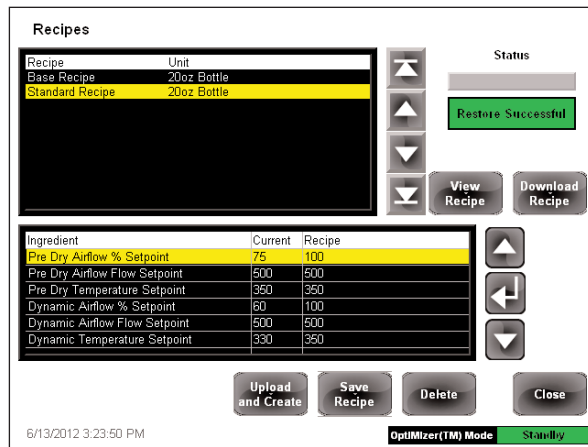 Recipes
Status
Recipe Unit
Base Recipe 20oz Bottle
Standard Recipe 20oz Bottle
Restore Successful
View Recipe
Download Recipe
Ingredient Current Recipe
Pre Dry Airflow % Setpoint 75 100
Pre Dry Airflow Flow Setpoint 500 500
Pre Dry Temperature Setpoint 350 350
Dynamic Airflow % Setpoint 60 100
Dynamic Airflow Flow Setpoint 500 500
Dynamic Temperature Setpoint 330 350
Upload and Create
Save Recipe
Delete
Close
6/13/2012 3:23:50 PM
OptiMizer(TM) Mode Standby